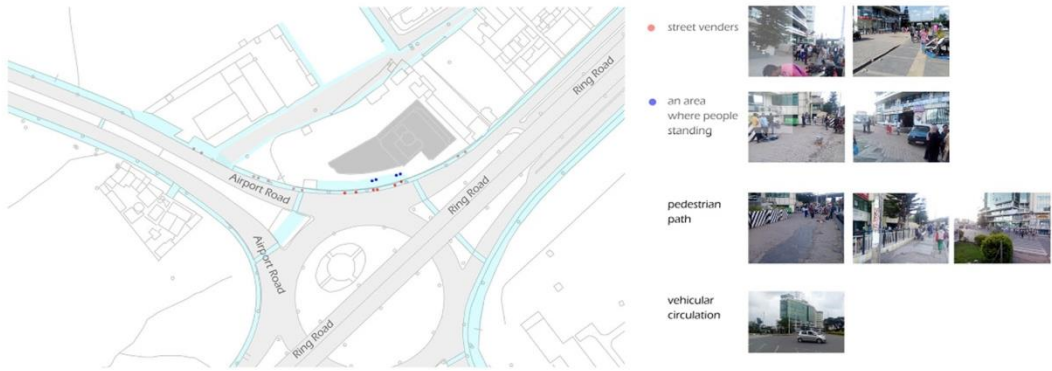 street venders
an area
where people
standing
pedestrian
path
vehicular
circulation
Ring Road
Airport Road
Ring Road
Airport Road
Ring Road